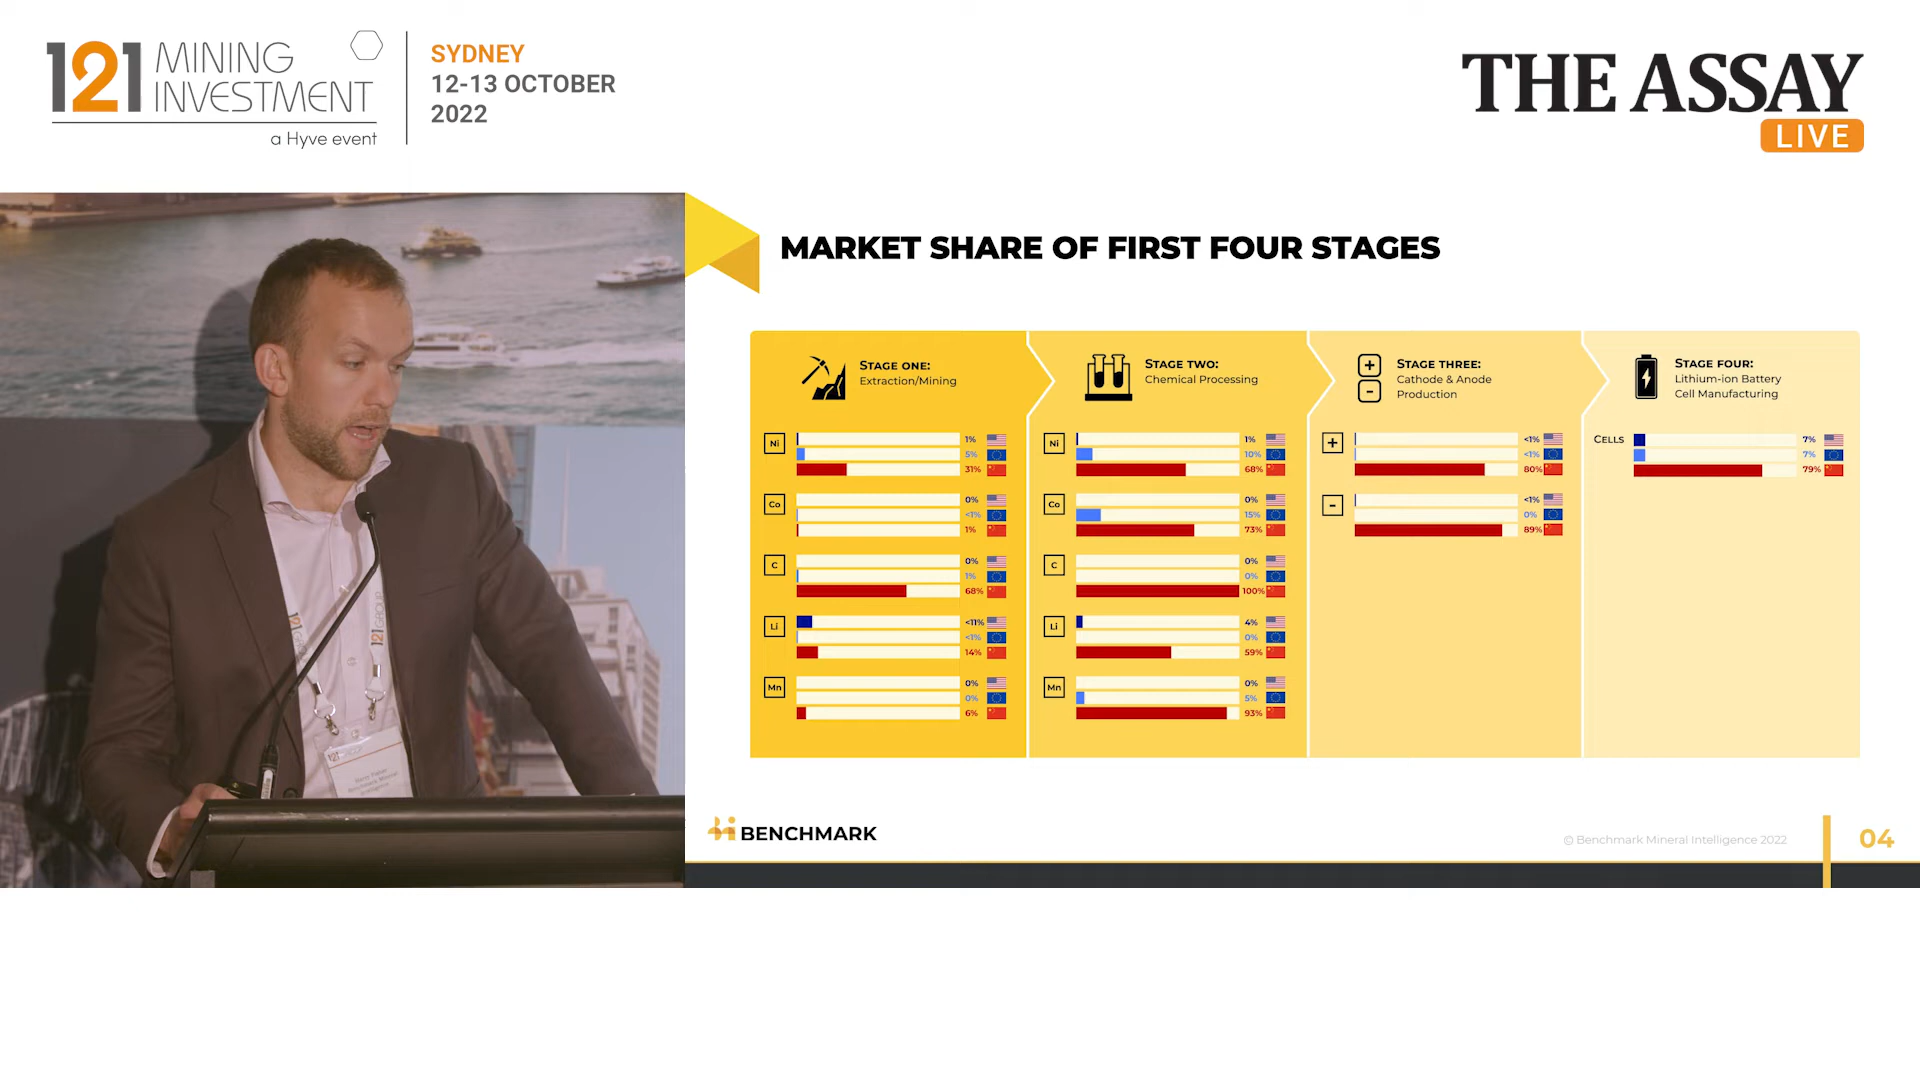 121 MINING
INVESTMENT
a Hyve event
SYDNEY
12-13 OCTOBER
2022
THE ASSAY
LIVE
MARKET SHARE OF FIRST FOUR STAGES
STAGE ONE:
Extraction/Mining
Ni
1%
5%
31%
Co
0%
<1%
1%
C
0%
1%
68%
Li
<11%
<1%
14%
Mn
0%
0%
6%
STAGE TWO:
Chemical Processing
Ni
1%
10%
68%
Co
0%
15%
73%
C
0%
0%
100%
Li
4%
0%
59%
Mn
0%
5%
93%
STAGE THREE:
Cathode & Anode
Production
+
<1%
<1%
80%
-
<1%
0%
89%
STAGE FOUR:
Lithium-ion Battery
Cell Manufacturing
CELLS
7%
7%
79%
BENCHMARK
© Benchmark Mineral Intelligence 2022
04
121 GROUP